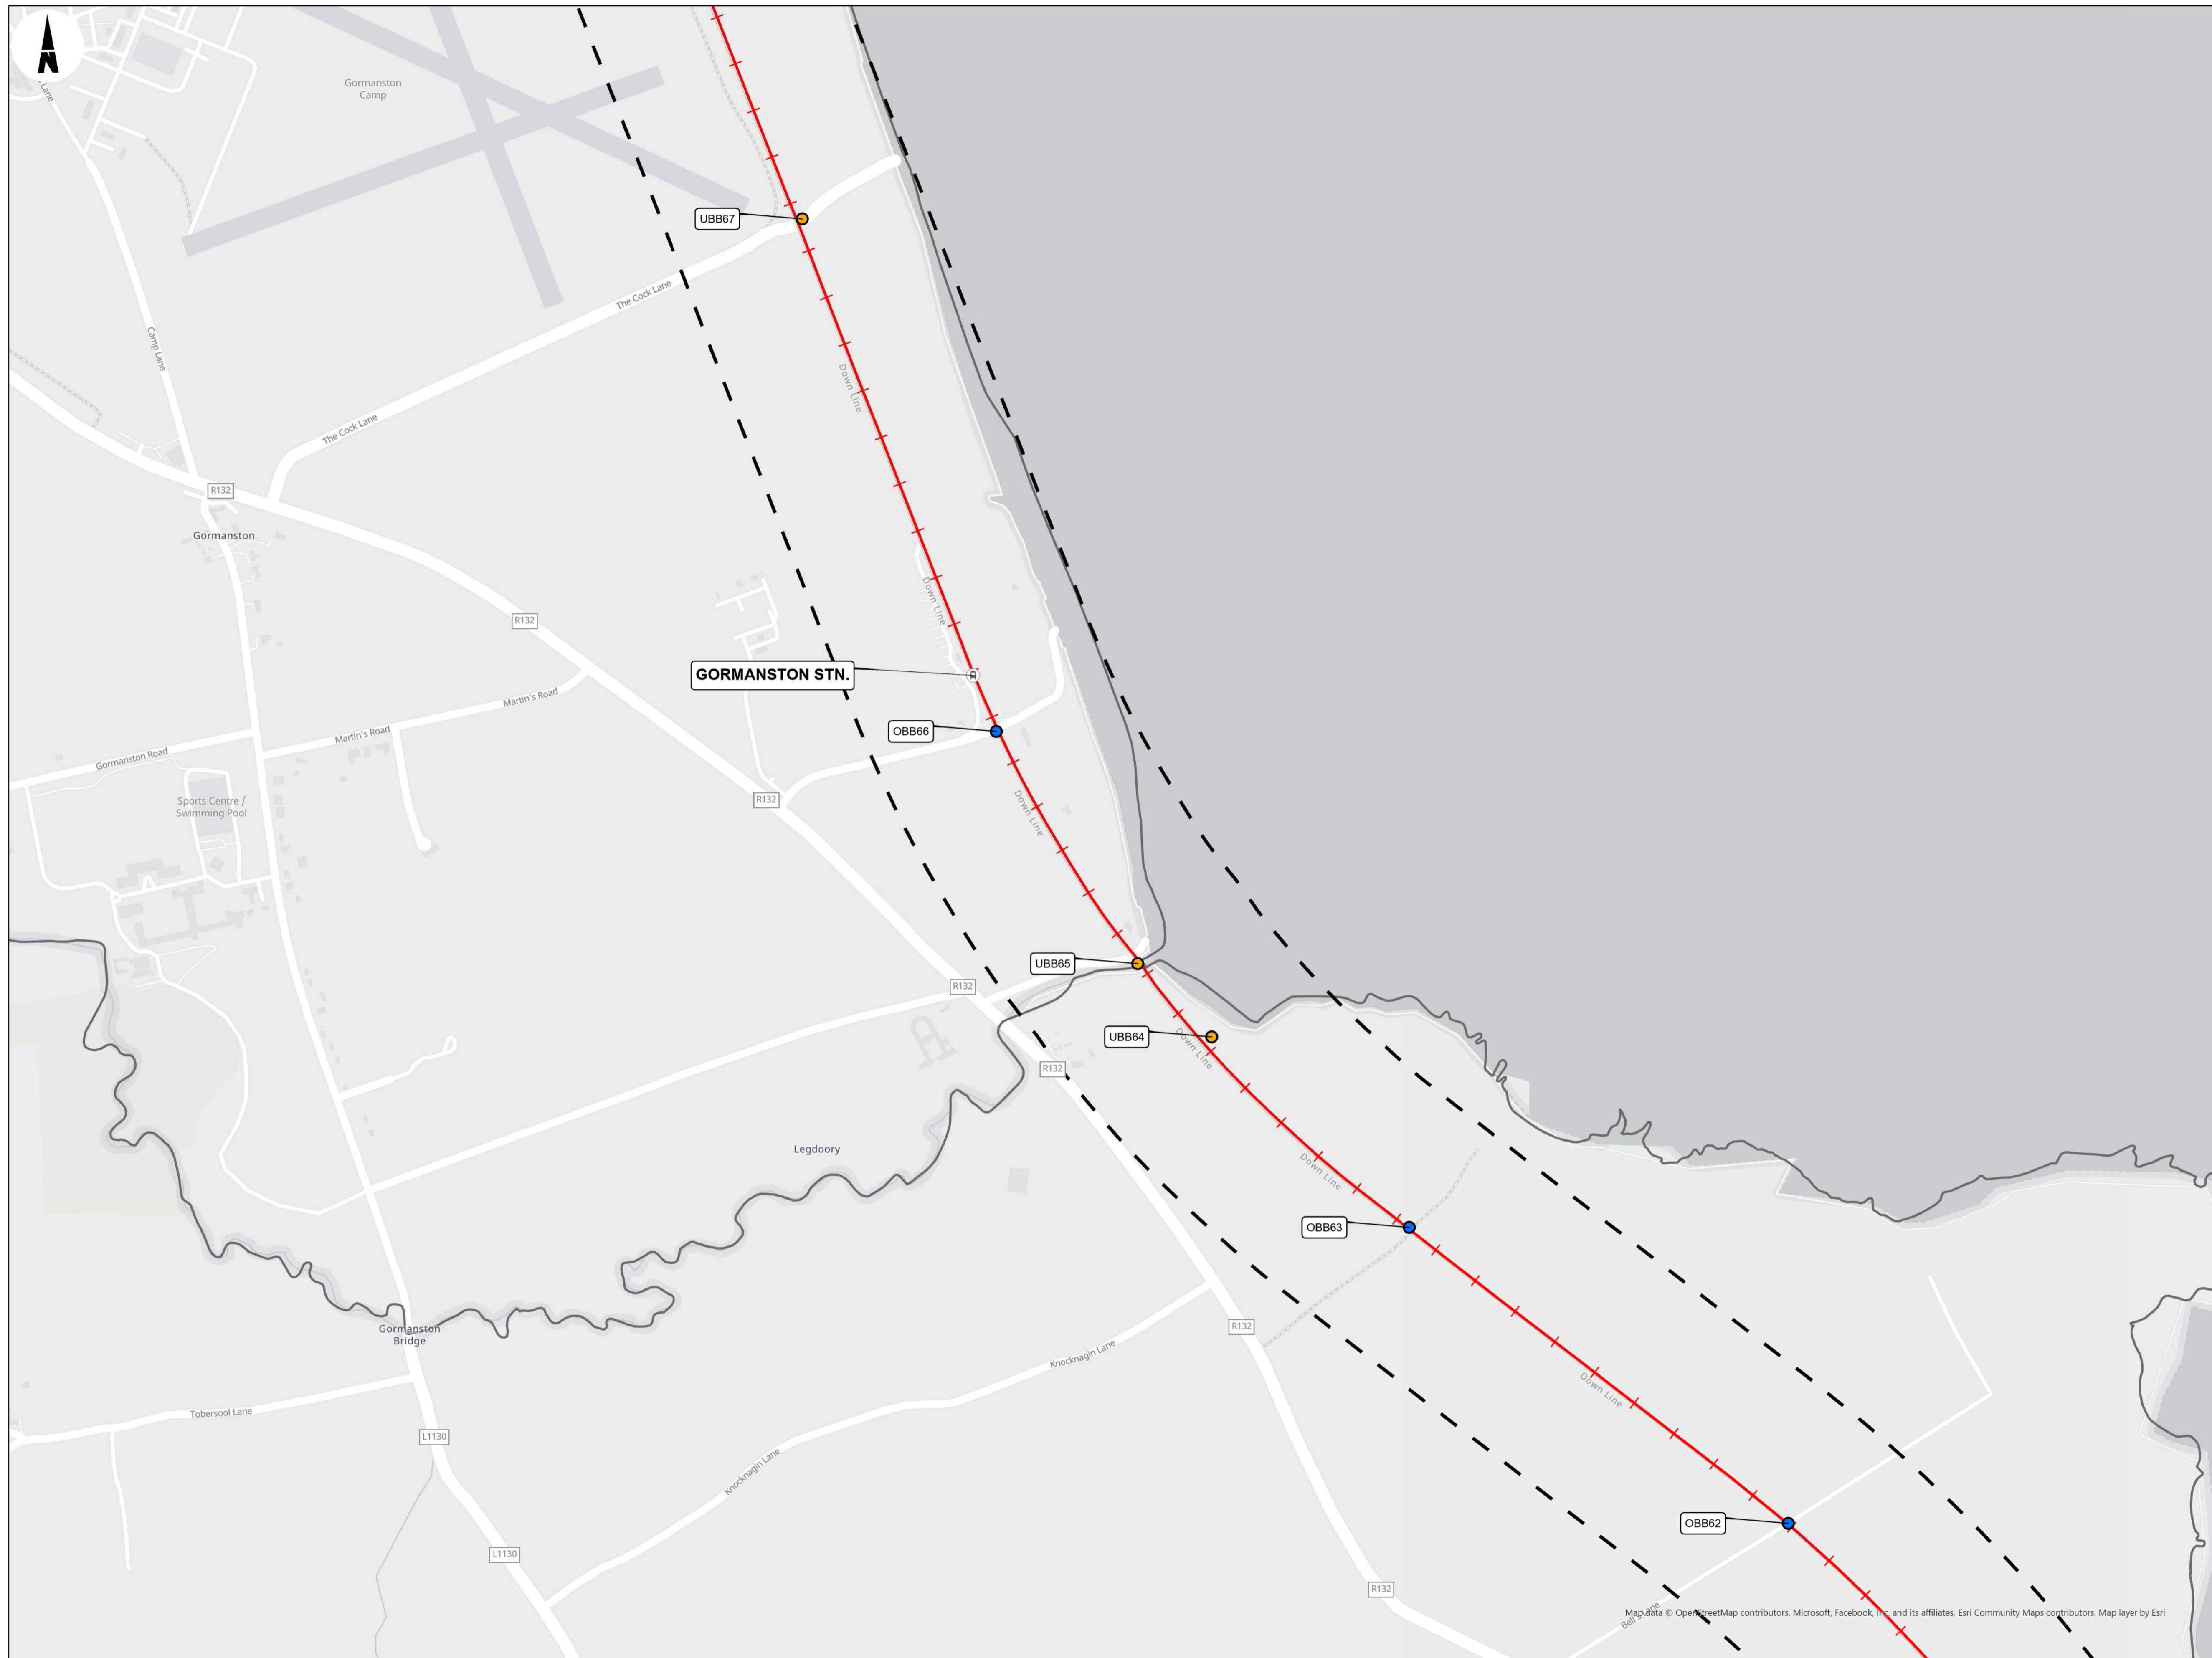 N
Lane
Gormanston
Camp
UBB67
The Cock Lane
Camp Lane
Down Line
The Cock Lane
R132
Gormanston
Down Line
R132
GORMANSTON STN.
Martin's Road
OBB66
Martin's Road
Gormanston Road
R132
Sports Centre /
Swimming Pool
Down Line
UBB65
R132
UBB64
Down Line
R132
Legdoory
Down Line
OBB63
Gormanston
Bridge
R132
Knocknagin Lane
Down Line
Tobersool Lane
L1130
Knocknagin Lane
OBB62
L1130
R132
Map data © OpenStreetMap contributors, Microsoft, Facebook, Inc. and its affiliates, Esri Community Maps contributors, Map layer by Esri